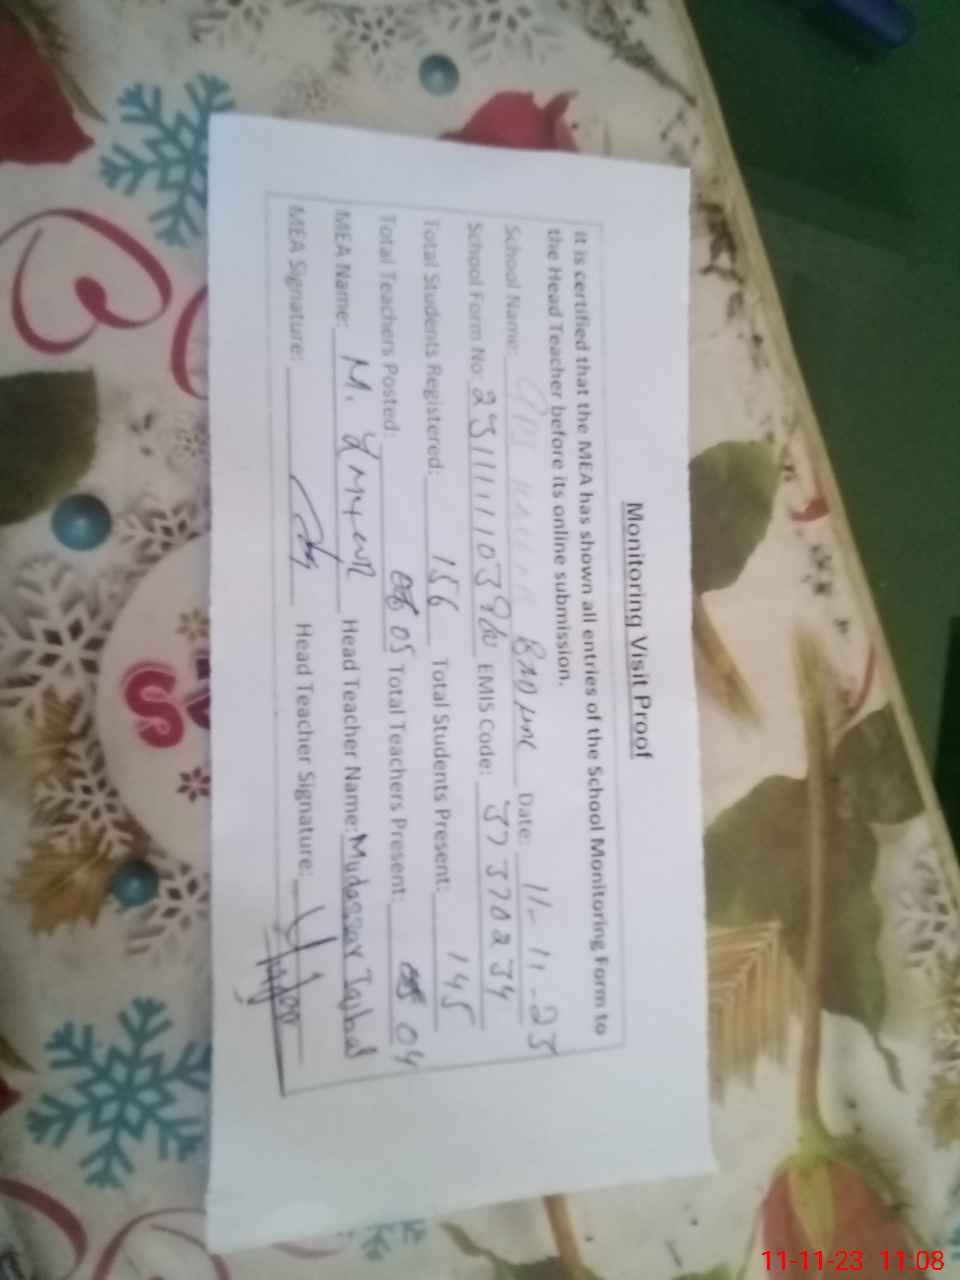 Monitoring Visit Proof
it is certified that the MEA has shown all entries of the School Monitoring Form to
the Head Teacher before its online submission.
School Name: Date: 11-11-23
School Form No: EMIS Code: 37370234
Total Students Registered: 156 Total Students Present: 145
Total Teachers Posted: 05 Total Teachers Present: 04
MEA Name: M. Head Teacher Name: Mudassar Iqbal
MEA Signature: Head Teacher Signature:
11-11-23 11:08